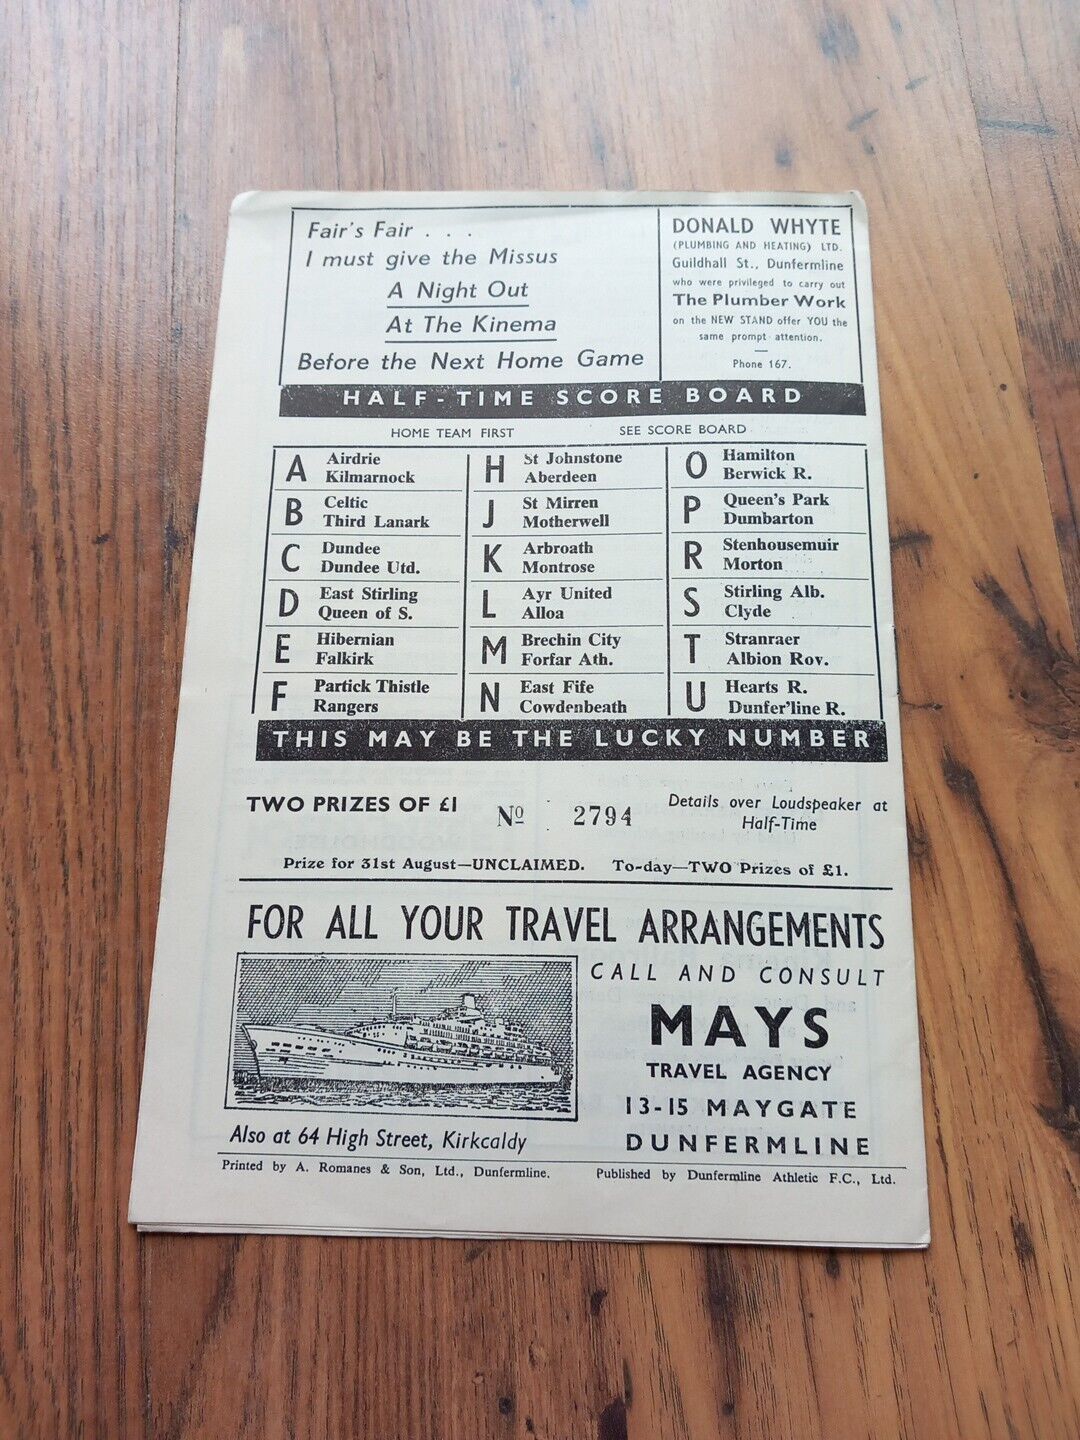 Fair's Fair . . .
I must give the Missus
A Night Out
At The Kinema
Before the Next Home Game
DONALD WHYTE
(PLUMBING AND HEATING) LTD.
Guildhall St., Dunfermline
who were privileged to carry out
The Plumber Work
on the NEW STAND offer YOU the
same prompt attention.
Phone 167.
HALF-TIME SCORE BOARD
HOME TEAM FIRST SEE SCORE BOARD
A Airdrie
Kilmarnock
B Celtic
Third Lanark
C Dundee
Dundee Utd.
D East Stirling
Queen of S.
E Hibernian
Falkirk
F Partick Thistle
Rangers
H St Johnstone
Aberdeen
J St Mirren
Motherwell
K Arbroath
Montrose
L Ayr United
Alloa
M Brechin City
Forfar Ath.
N East Fife
Cowdenbeath
O Hamilton
Berwick R.
P Queen's Park
Dumbarton
R Stenhousemuir
Morton
S Stirling Alb.
Clyde
T Stranraer
Albion Rov.
U Hearts R.
Dunfer'line R.
THIS MAY BE THE LUCKY NUMBER
TWO PRIZES OF £1
Nº 2794
Details over Loudspeaker at
Half-Time
Prize for 31st August—UNCLAIMED. To-day—TWO Prizes of £1.
FOR ALL YOUR TRAVEL ARRANGEMENTS
CALL AND CONSULT
MAYS
TRAVEL AGENCY
13-15 MAYGATE
DUNFERMLINE
Also at 64 High Street, Kirkcaldy
Printed by A. Romanes & Son, Ltd., Dunfermline. Published by Dunfermline Athletic F.C., Ltd.